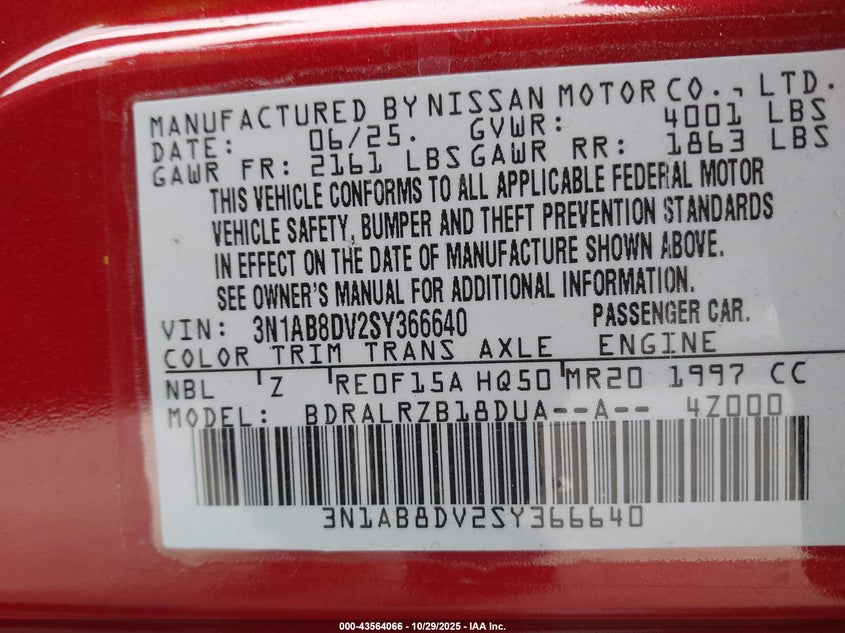 MANUFACTURED BY NISSAN MOTOR CO., LTD.
DATE: 06/25. GVWR: 4001 LBS
GAWR FR: 2161 LBS GAWR RR: 1863 LBS
THIS VEHICLE CONFORMS TO ALL APPLICABLE FEDERAL MOTOR
VEHICLE SAFETY, BUMPER AND THEFT PREVENTION STANDARDS
IN EFFECT ON THE DATE OF MANUFACTURE SHOWN ABOVE.
SEE OWNER'S MANUAL FOR ADDITIONAL INFORMATION.
VIN: 3N1AB8DV2SY366640 PASSENGER CAR.
COLOR TRIM TRANS AXLE ENGINE
NBL Z RE0F15A HQ50 MR20 1997 CC
MODEL: BDRALRZB18DUA--A-- 4Z000
3N1AB8DV2SY366640
000-43564066 - 10/29/2025 - IAA Inc.